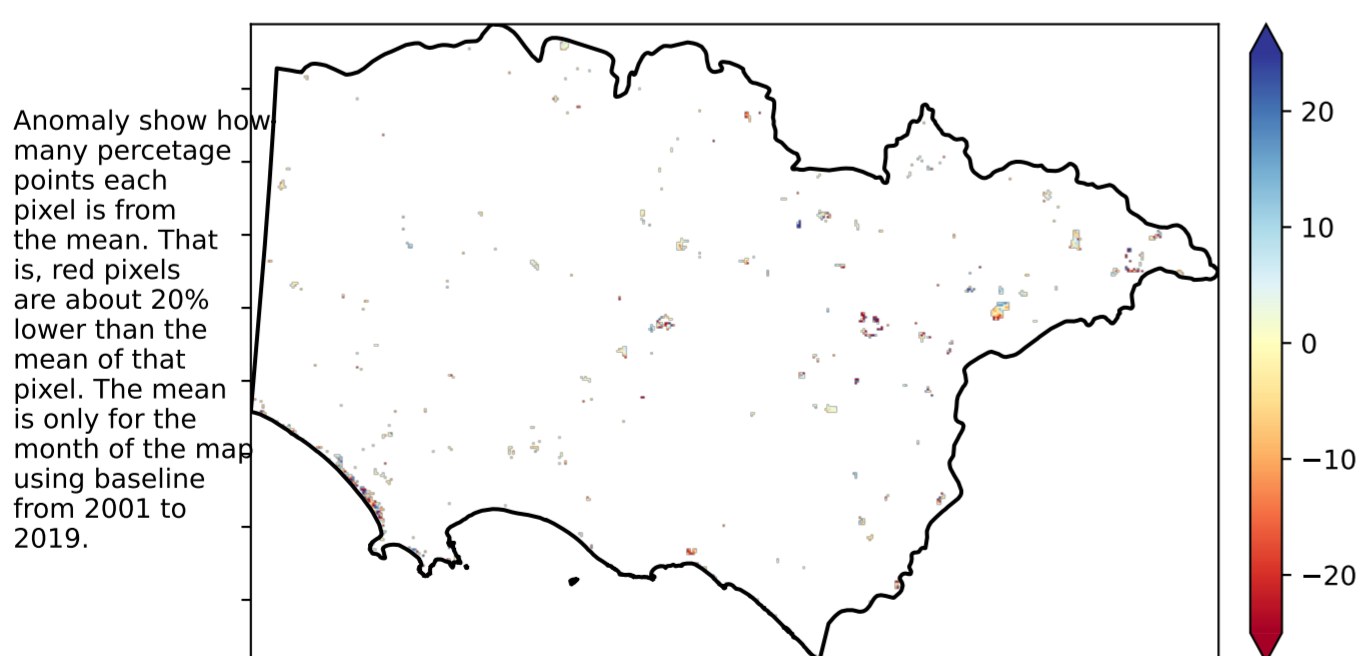 Anomaly show how
many percetage
points each
pixel is from
the mean. That
is, red pixels
are about 20%
lower than the
mean of that
pixel. The mean
is only for the
month of the map
using baseline
from 2001 to
2019.
20
10
0
−10
−20